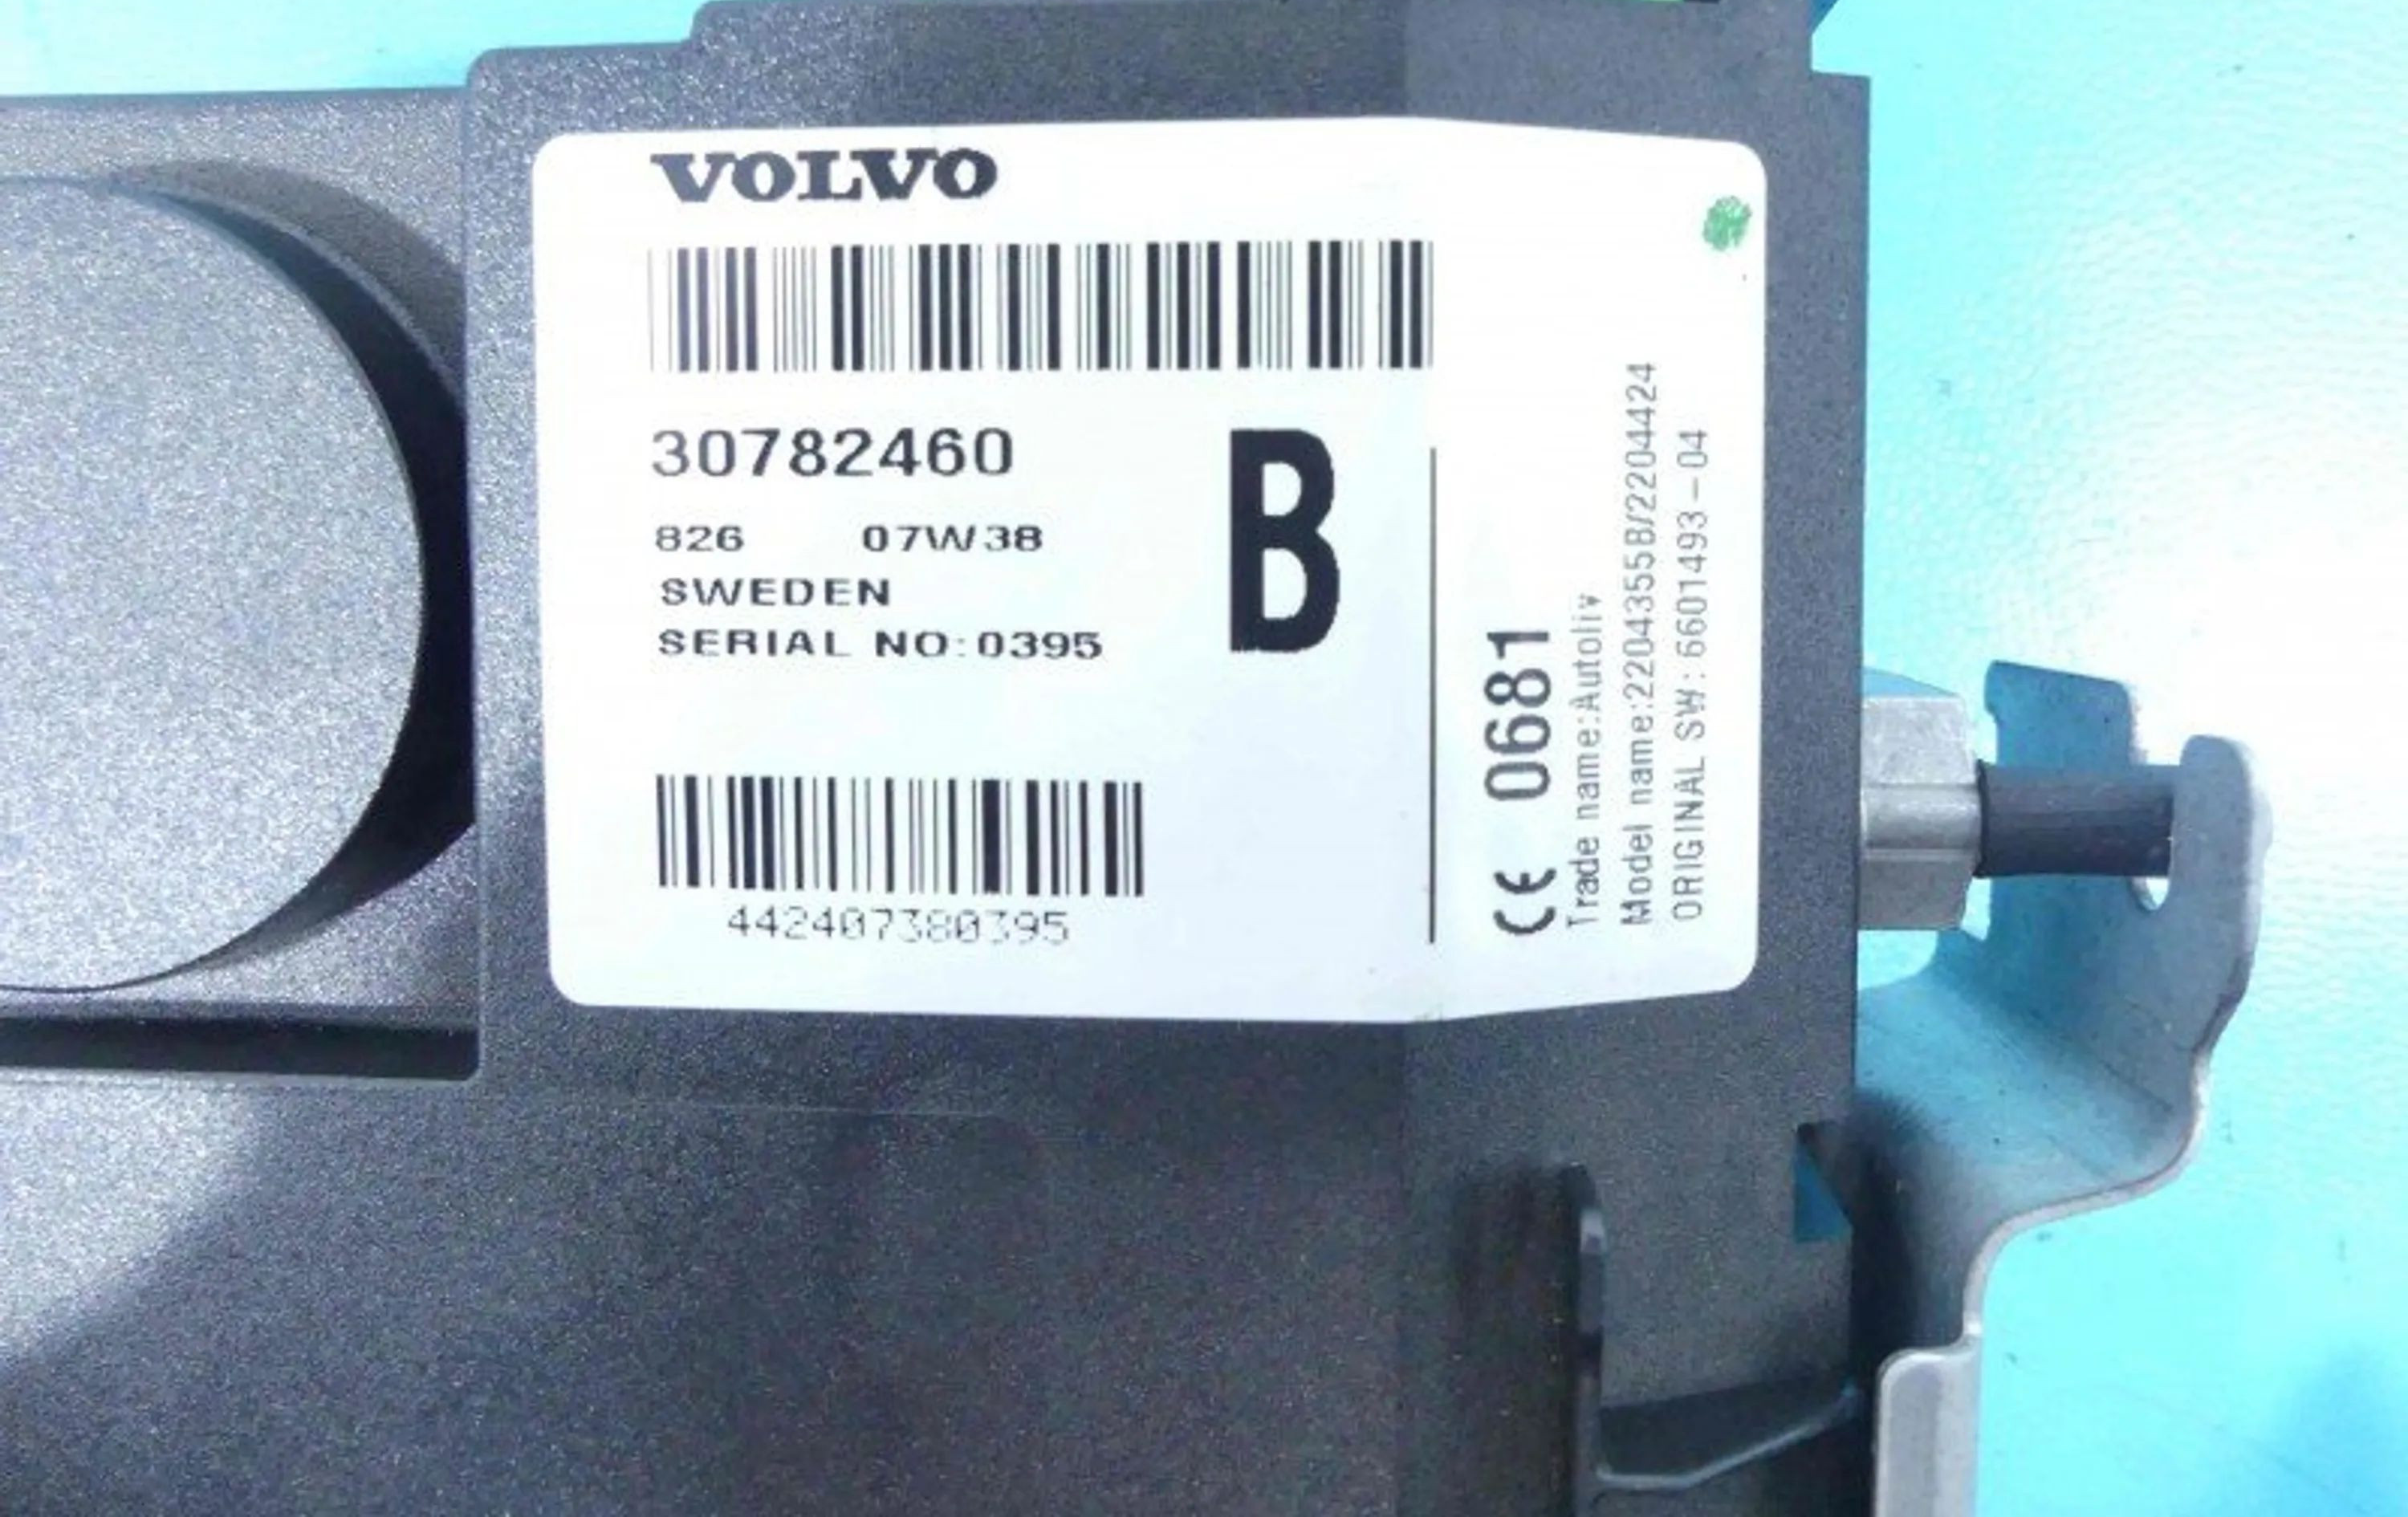 VOLVO
30782460
B
826 07W38
SWEDEN
SERIAL NO:0395
442407380395
CE 0681
Trade name:Autoliv
Model name:2204355B/2204424
ORIGINAL SW: 6601493-04